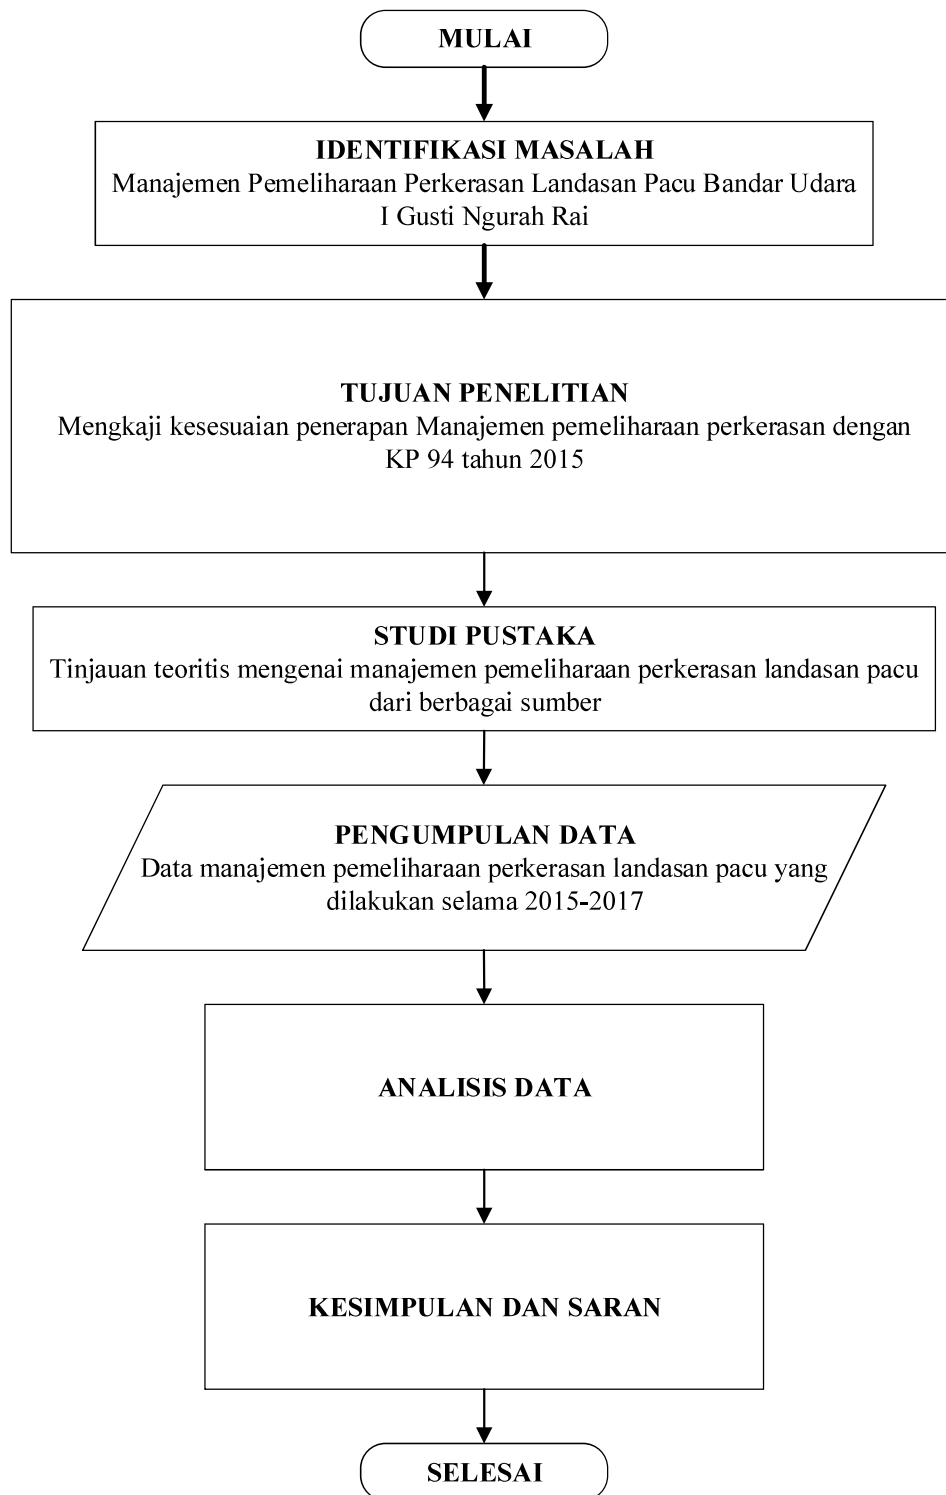 MULAI
IDENTIFIKASI MASALAH
Manajemen Pemeliharaan Perkerasan Landasan Pacu Bandar Udara
I Gusti Ngurah Rai
TUJUAN PENELITIAN
Mengkaji kesesuaian penerapan Manajemen pemeliharaan perkerasan dengan
KP 94 tahun 2015
STUDI PUSTAKA
Tinjauan teoritis mengenai manajemen pemeliharaan perkerasan landasan pacu
dari berbagai sumber
PENGUMPULAN DATA
Data manajemen pemeliharaan perkerasan landasan pacu yang
dilakukan selama 2015-2017
ANALISIS DATA
KESIMPULAN DAN SARAN
SELESAI